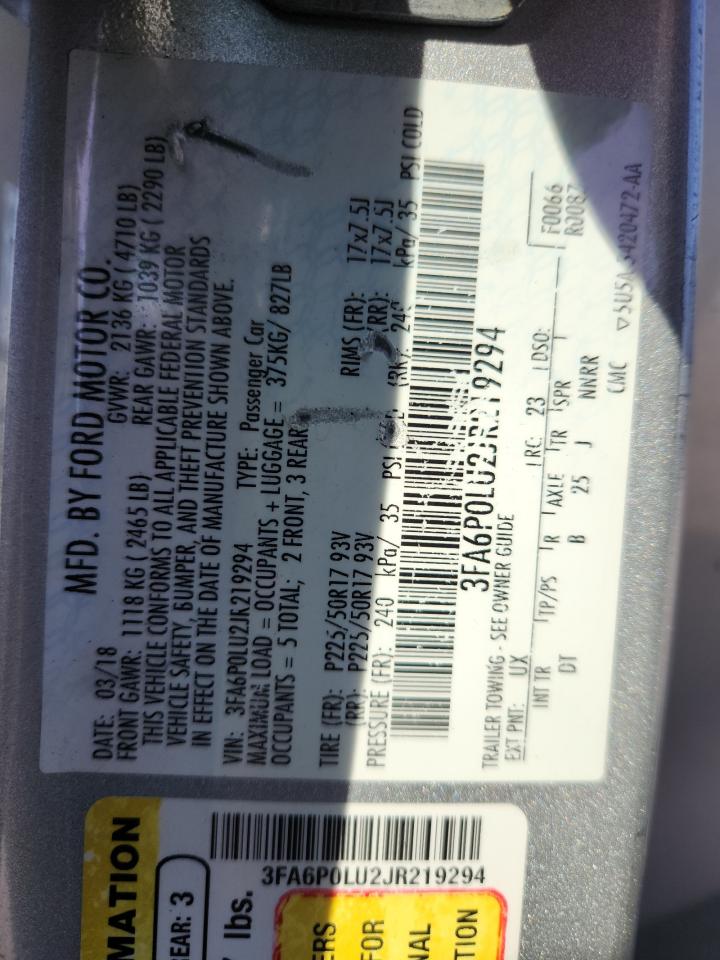 MFD. BY FORD MOTOR CO.
DATE: 03/18 GVWR: 2136 KG ( 4710 LB)
FRONT GAWR: 1118 KG ( 2465 LB) REAR GAWR: 1039 KG ( 2290 LB)
THIS VEHICLE CONFORMS TO ALL APPLICABLE FEDERAL MOTOR
VEHICLE SAFETY, BUMPER, AND THEFT PREVENTION STANDARDS
IN EFFECT ON THE DATE OF MANUFACTURE SHOWN ABOVE.
VIN: 3FA6P0LU2JR219294 TYPE: Passenger Car
MAXIMUM LOAD = OCCUPANTS + LUGGAGE = 375KG/ 827LB
OCCUPANTS = 5 TOTAL; 2 FRONT, 3 REAR
TIRE (FR): P225/50R17 93V RIMS (FR): 17x7.5J
(RR): P225/50R17 93V (RR): 17x7.5J
PRESSURE (FR): 240 kPa/ 35 PSI kPa/ 35 PSI COLD
3FA6P0LU2JR219294
TRAILER TOWING - SEE OWNER GUIDE
EXT PNT: UX RC: 23 DSO: F0066
R0087
INT TR TP/PS R AXLE TR SPR
DT B 25 J NNRR
CMC
3FA6P0LU2JR219294
MATION
REAR: 3
lbs.